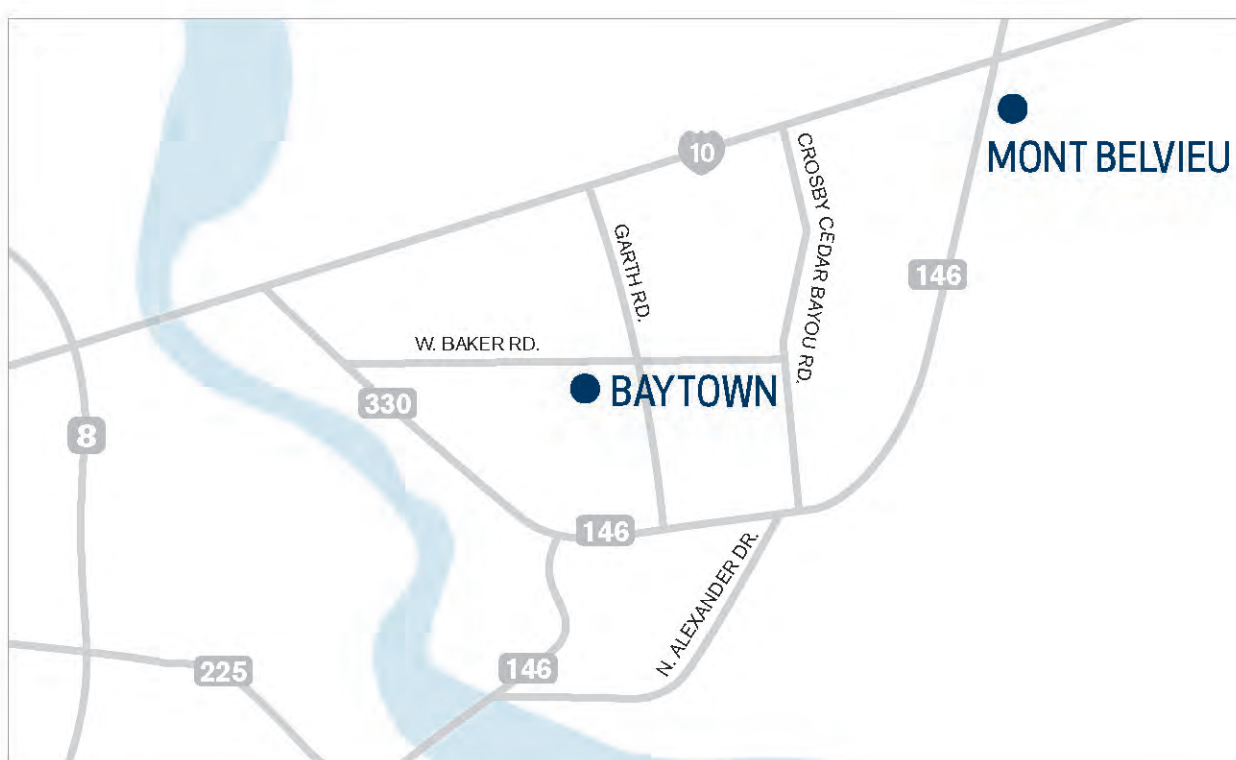 10
MONT BELVIEU
CROSBY CEDAR BAYOU RD.
GARTH RD.
146
W. BAKER RD.
BAYTOWN
330
8
146
N. ALEXANDER DR.
225
146